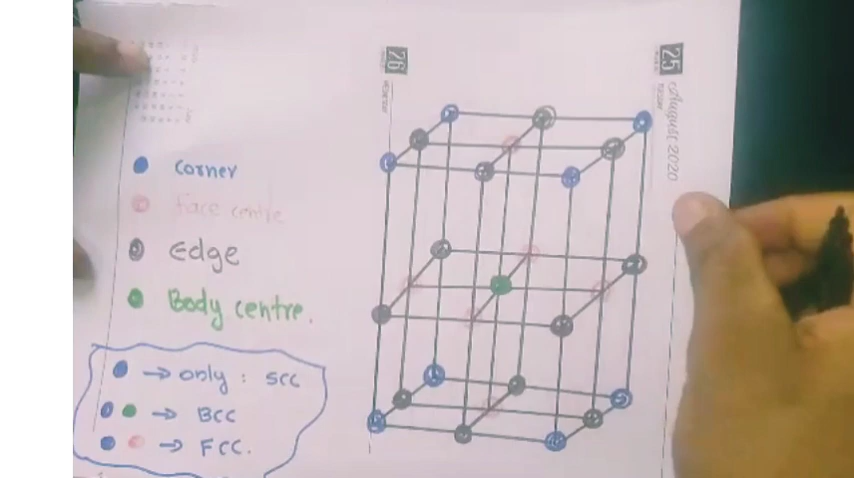 26
25
August 2020
Corner
Face centre
Edge
Body centre.
→ only : SCC
→ BCC
→ FCC.